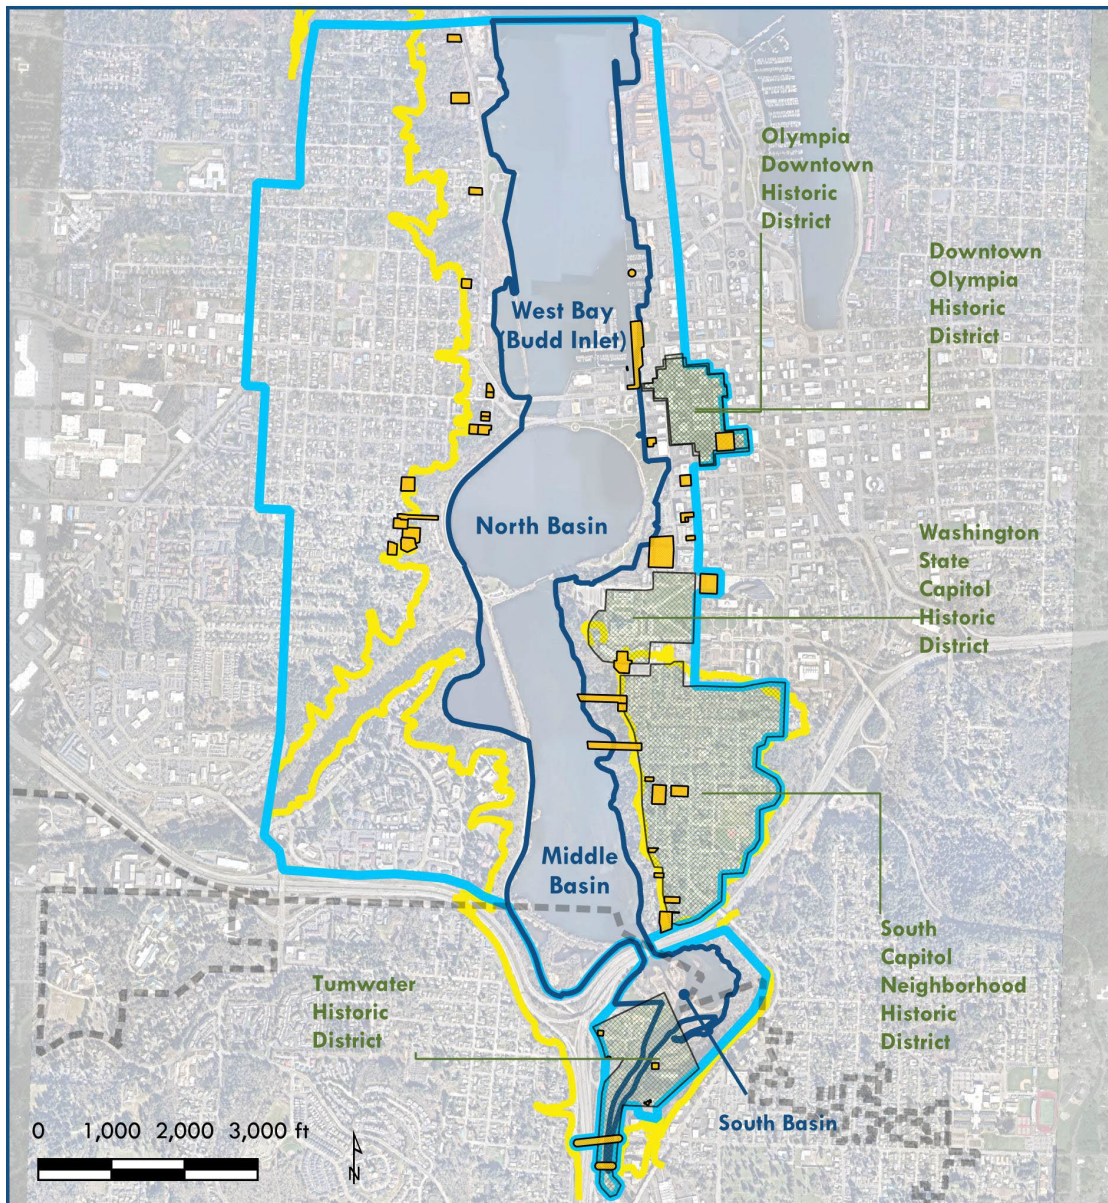 Olympia
Downtown
Historic
District
Downtown
Olympia
Historic
District
West Bay
(Budd Inlet)
North Basin
Washington
State
Capitol
Historic
District
Middle
Basin
South
Capitol
Neighborhood
Historic
District
Tumwater
Historic
District
South Basin
0 1,000 2,000 3,000 ft
N